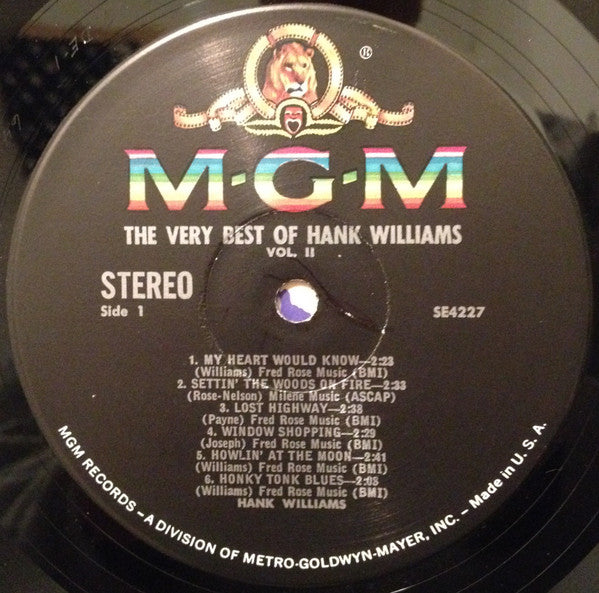 ®
M·G·M
THE VERY BEST OF HANK WILLIAMS
VOL. II
STEREO
Side 1
SE4227
1. MY HEART WOULD KNOW—2:23
(Williams) Fred Rose Music (BMI)
2. SETTIN' THE WOODS ON FIRE—2:33
(Rose-Nelson) Milene Music (ASCAP)
3. LOST HIGHWAY—2:38
(Payne) Fred Rose Music (BMI)
4. WINDOW SHOPPING—2:29
(Joseph) Fred Rose Music (BMI)
5. HOWLIN' AT THE MOON—2:41
(Williams) Fred Rose Music (BMI)
6. HONKY TONK BLUES—2:03
(Williams) Fred Rose Music (BMI)
HANK WILLIAMS
MGM RECORDS – A DIVISION OF METRO-GOLDWYN-MAYER, INC. – Made in U. S. A.